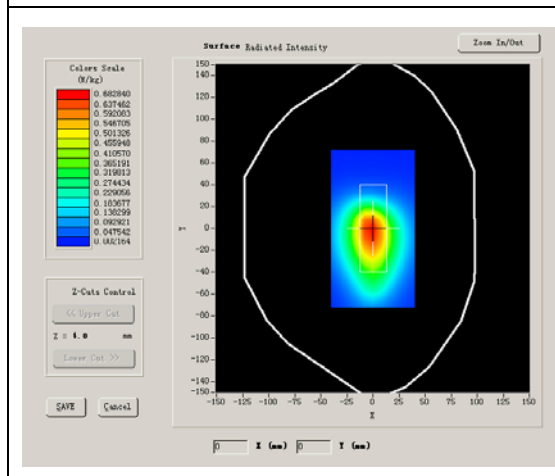 Surface Radiated Intensity
Zoom In/Out
Colors Scale
(W/kg)
0.682840
0.637462
0.592083
0.546705
0.501326
0.455948
0.410570
0.365191
0.319813
0.274434
0.229056
0.183677
0.138299
0.092921
0.047542
0.002164
150
140
120
100
80
60
40
20
0
-20
-40
-60
-80
-100
-120
-140
-150
Y
-150 -125 -100 -75 -50 -25 0 25 50 75 100 125 150
X
Z-Cuts Control
<< Upper Cut
Z = 4.0 mm
Lower Cut >>
SAVE Cancel
0 X (mm) 0 Y (mm)